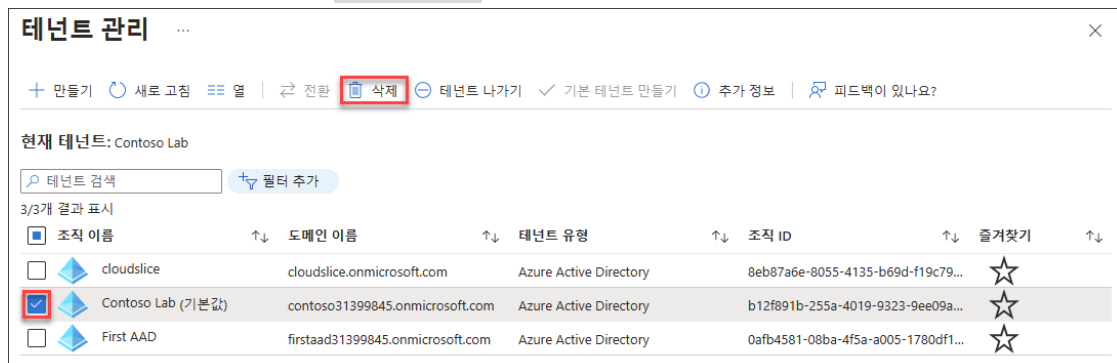 테넌트 관리 ...
만들기 새로 고침 열 전환 삭제 테넌트 나가기 기본 테넌트 만들기 추가 정보 피드백이 있나요?
현재 테넌트: Contoso Lab
테넌트 검색 필터 추가
3/3개 결과 표시
조직 이름 도메인 이름 테넌트 유형 조직 ID 즐겨찾기
cloudslice cloudslice.onmicrosoft.com Azure Active Directory 8eb87a6e-8055-4135-b69d-f19c79...
Contoso Lab (기본값) contoso31399845.onmicrosoft.com Azure Active Directory b12f891b-255a-4019-9323-9ee09a...
First AAD firstaad31399845.onmicrosoft.com Azure Active Directory 0afb4581-08ba-4f5a-a005-1780df1...